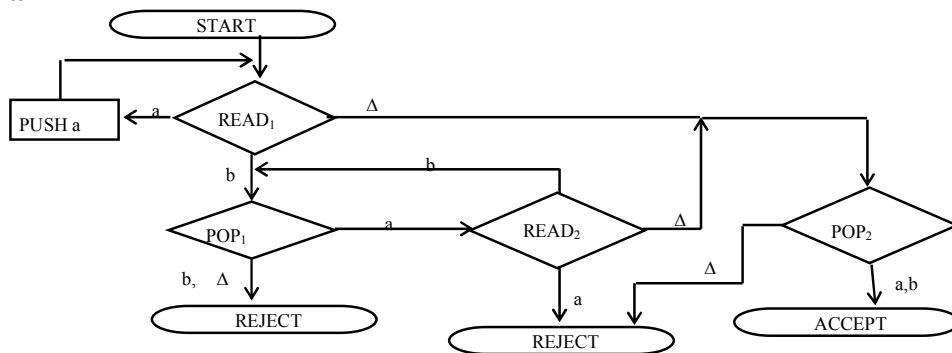 START
PUSH a
a
READ₁
Δ
b
b
POP₁
a
READ₂
Δ
POP₂
b, Δ
a
Δ
a,b
REJECT
REJECT
ACCEPT